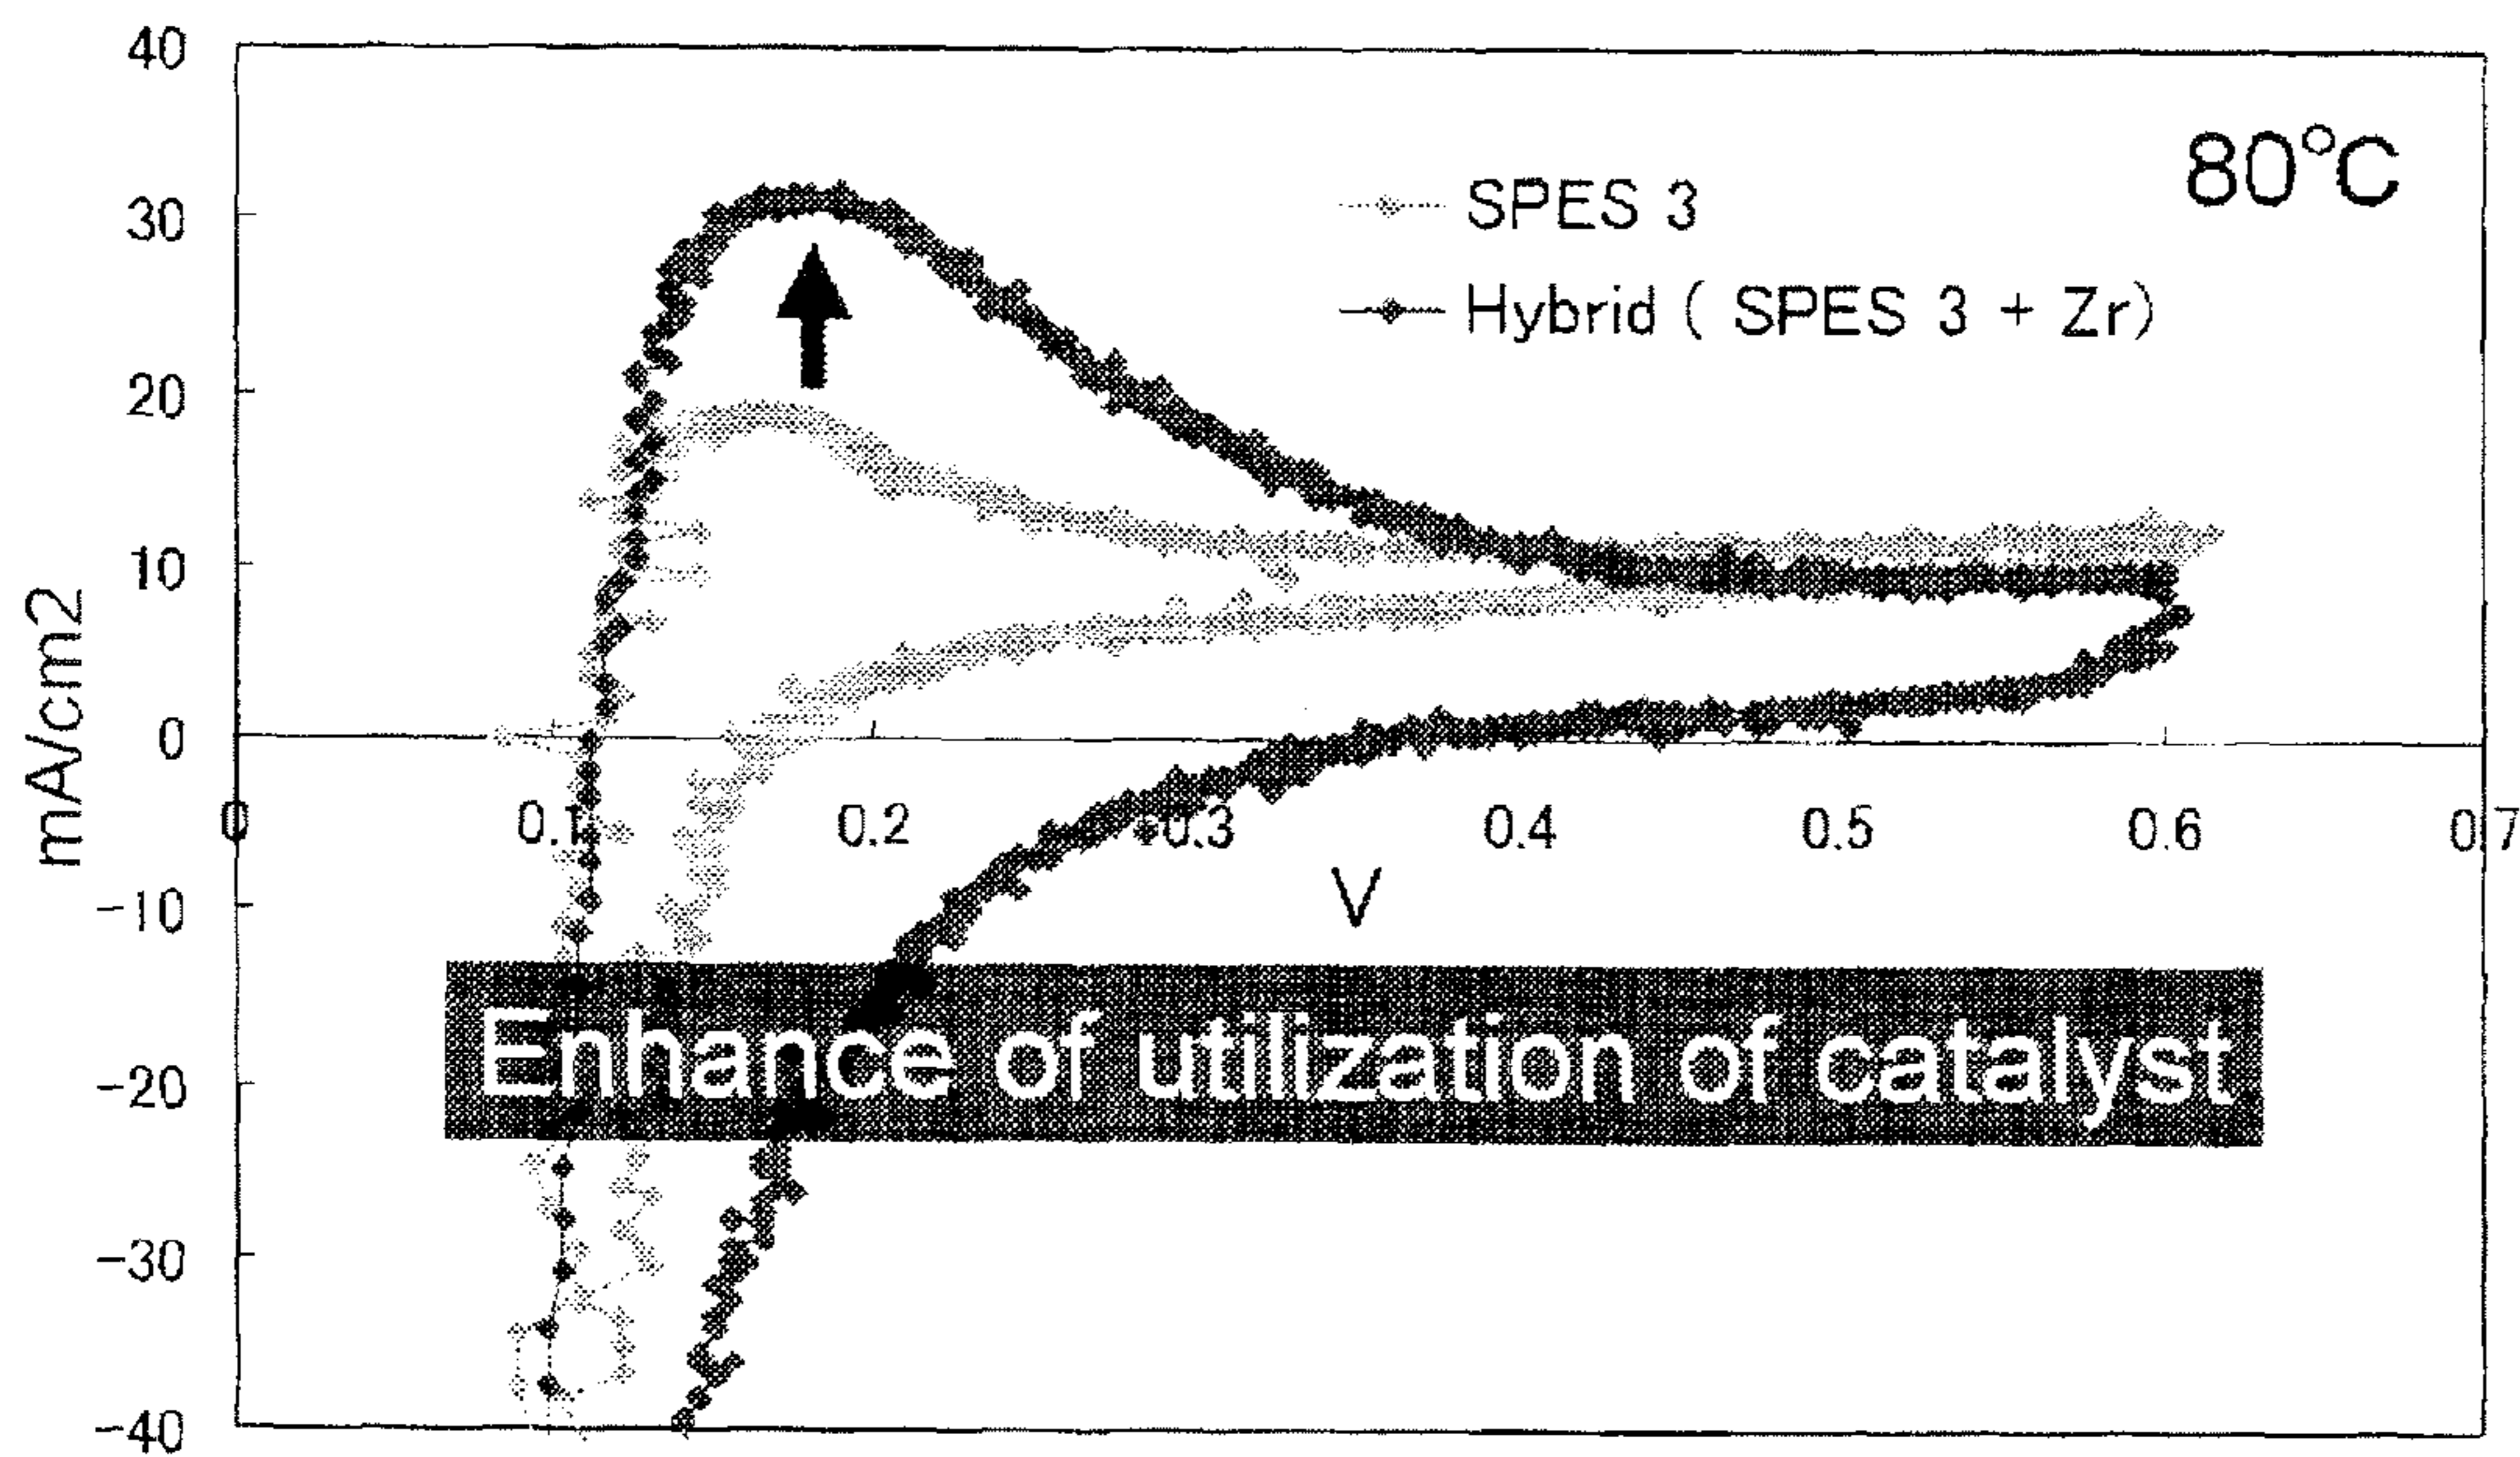 40
30
20
10
0
-10
-20
-30
-40
mA/cm2
80°C
SPES 3
Hybrid ( SPES 3 + Zr)
0
0.1
0.2
0.3
0.4
0.5
0.6
0.7
V
Enhance of utilization of catalyst